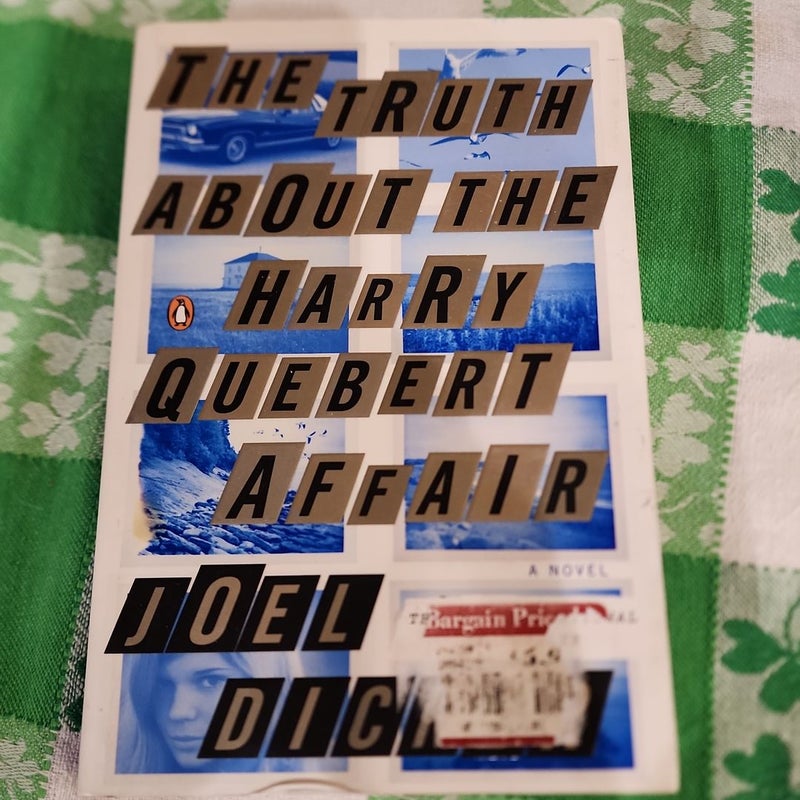 THE TRUTH
ABOUT THE
HARRY
QUEBERT
AFFAIR
A NOVEL
JOEL
Bargain Priced
DIC